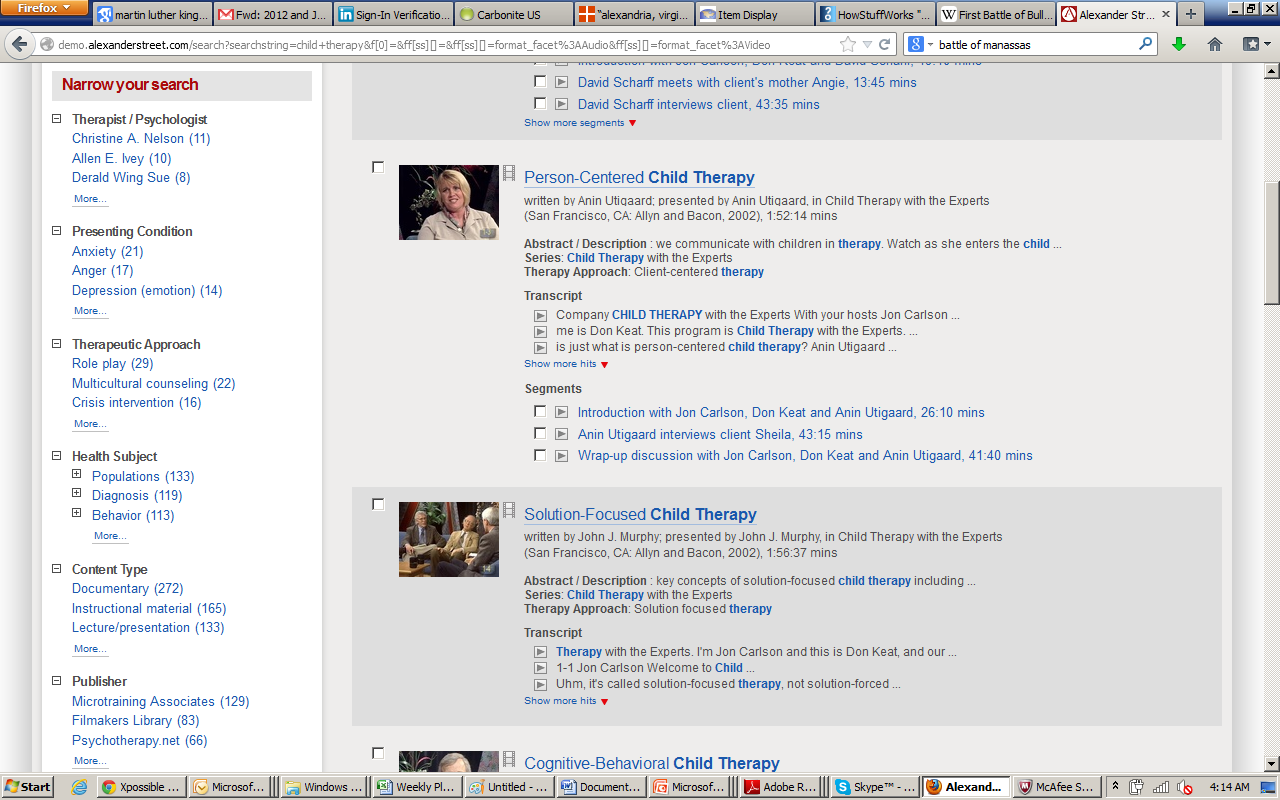 Firefox
martin luther king...
Fwd: 2012 and J...
Sign-In Verificatio...
Carbonite US
"alexandria, virgi...
Item Display
HowStuffWorks "...
First Battle of Bull...
Alexander Str...
demo.alexanderstreet.com/search?searchstring=child+therapy&f[0]=&ff[ss][]=&ff[ss][]=format_facet%3AAudio&ff[ss][]=format_facet%3AVideo
battle of manassas
Narrow your search
Therapist / Psychologist
Christine A. Nelson (11)
Allen E. Ivey (10)
Derald Wing Sue (8)
More...
Presenting Condition
Anxiety (21)
Anger (17)
Depression (emotion) (14)
More...
Therapeutic Approach
Role play (29)
Multicultural counseling (22)
Crisis intervention (16)
More...
Health Subject
Populations (133)
Diagnosis (119)
Behavior (113)
More...
Content Type
Documentary (272)
Instructional material (165)
Lecture/presentation (133)
More...
Publisher
Microtraining Associates (129)
Filmakers Library (83)
Psychotherapy.net (66)
More...
David Scharff meets with client's mother Angie, 13:45 mins
David Scharff interviews client, 43:35 mins
Show more segments
Person-Centered Child Therapy
written by Anin Utigaard; presented by Anin Utigaard, in Child Therapy with the Experts
(San Francisco, CA: Allyn and Bacon, 2002), 1:52:14 mins
Abstract / Description : we communicate with children in therapy. Watch as she enters the child ...
Series: Child Therapy with the Experts
Therapy Approach: Client-centered therapy
Transcript
Company CHILD THERAPY with the Experts With your hosts Jon Carlson ...
me is Don Keat. This program is Child Therapy with the Experts. ...
is just what is person-centered child therapy? Anin Utigaard ...
Show more hits
Segments
Introduction with Jon Carlson, Don Keat and Anin Utigaard, 26:10 mins
Anin Utigaard interviews client Sheila, 43:15 mins
Wrap-up discussion with Jon Carlson, Don Keat and Anin Utigaard, 41:40 mins
Solution-Focused Child Therapy
written by John J. Murphy; presented by John J. Murphy, in Child Therapy with the Experts
(San Francisco, CA: Allyn and Bacon, 2002), 1:56:37 mins
Abstract / Description : key concepts of solution-focused child therapy including ...
Series: Child Therapy with the Experts
Therapy Approach: Solution focused therapy
Transcript
Therapy with the Experts. I'm Jon Carlson and this is Don Keat, and our ...
1-1 Jon Carlson Welcome to Child ...
Uhm, it's called solution-focused therapy, not solution-forced ...
Show more hits
Cognitive-Behavioral Child Therapy
Start
Xpossible ...
Microsof...
Windows ...
Weekly Pl...
Untitled - ...
Document...
Microsof...
Adobe R...
Skype™ - ...
Alexand...
McAfee S...
4:14 AM